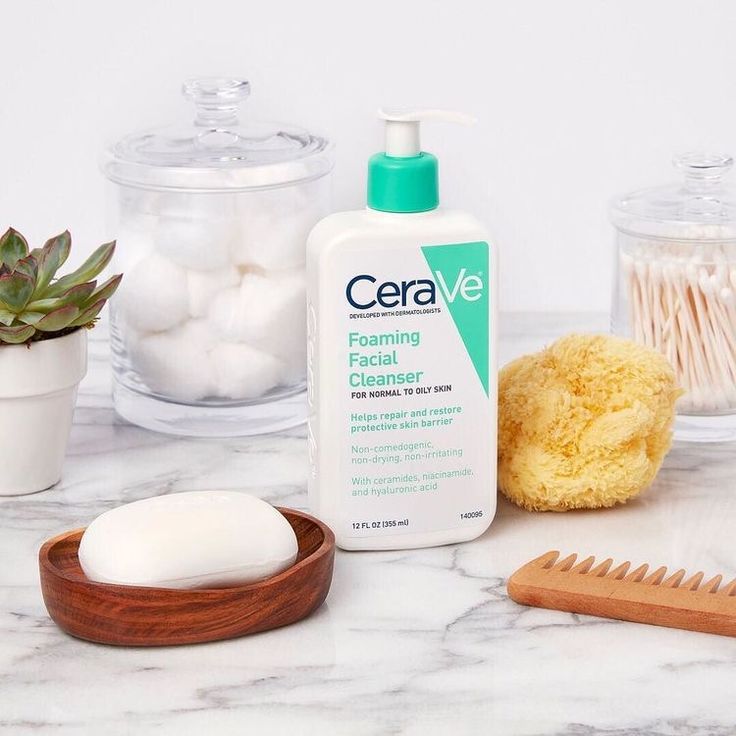 CeraVe®
DEVELOPED WITH DERMATOLOGISTS
Foaming
Facial
Cleanser
FOR NORMAL TO OILY SKIN
Helps repair and restore
protective skin barrier
Non-comedogenic,
non-drying, non-irritating
With ceramides, niacinamide,
and hyaluronic acid
12 FL OZ (355 ml)
140095
CeraVe